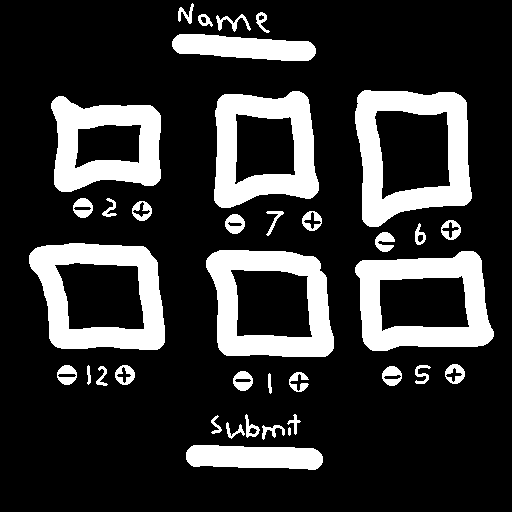 Name
- 2 + - 7 + - 6 +
- 12 + - 1 + - 5 +
submit